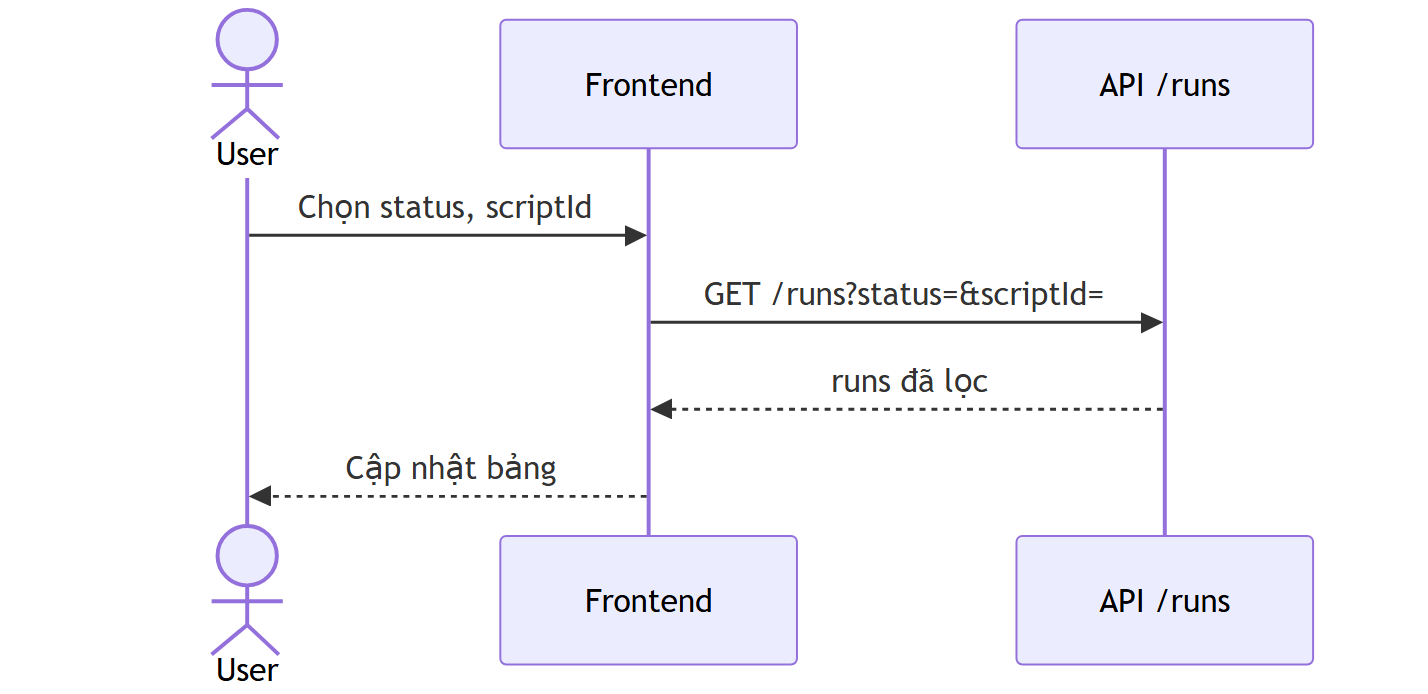 User
Frontend
API /runs
Chọn status, scriptId
GET /runs?status=&scriptId=
runs đã lọc
Cập nhật bảng
User
Frontend
API /runs